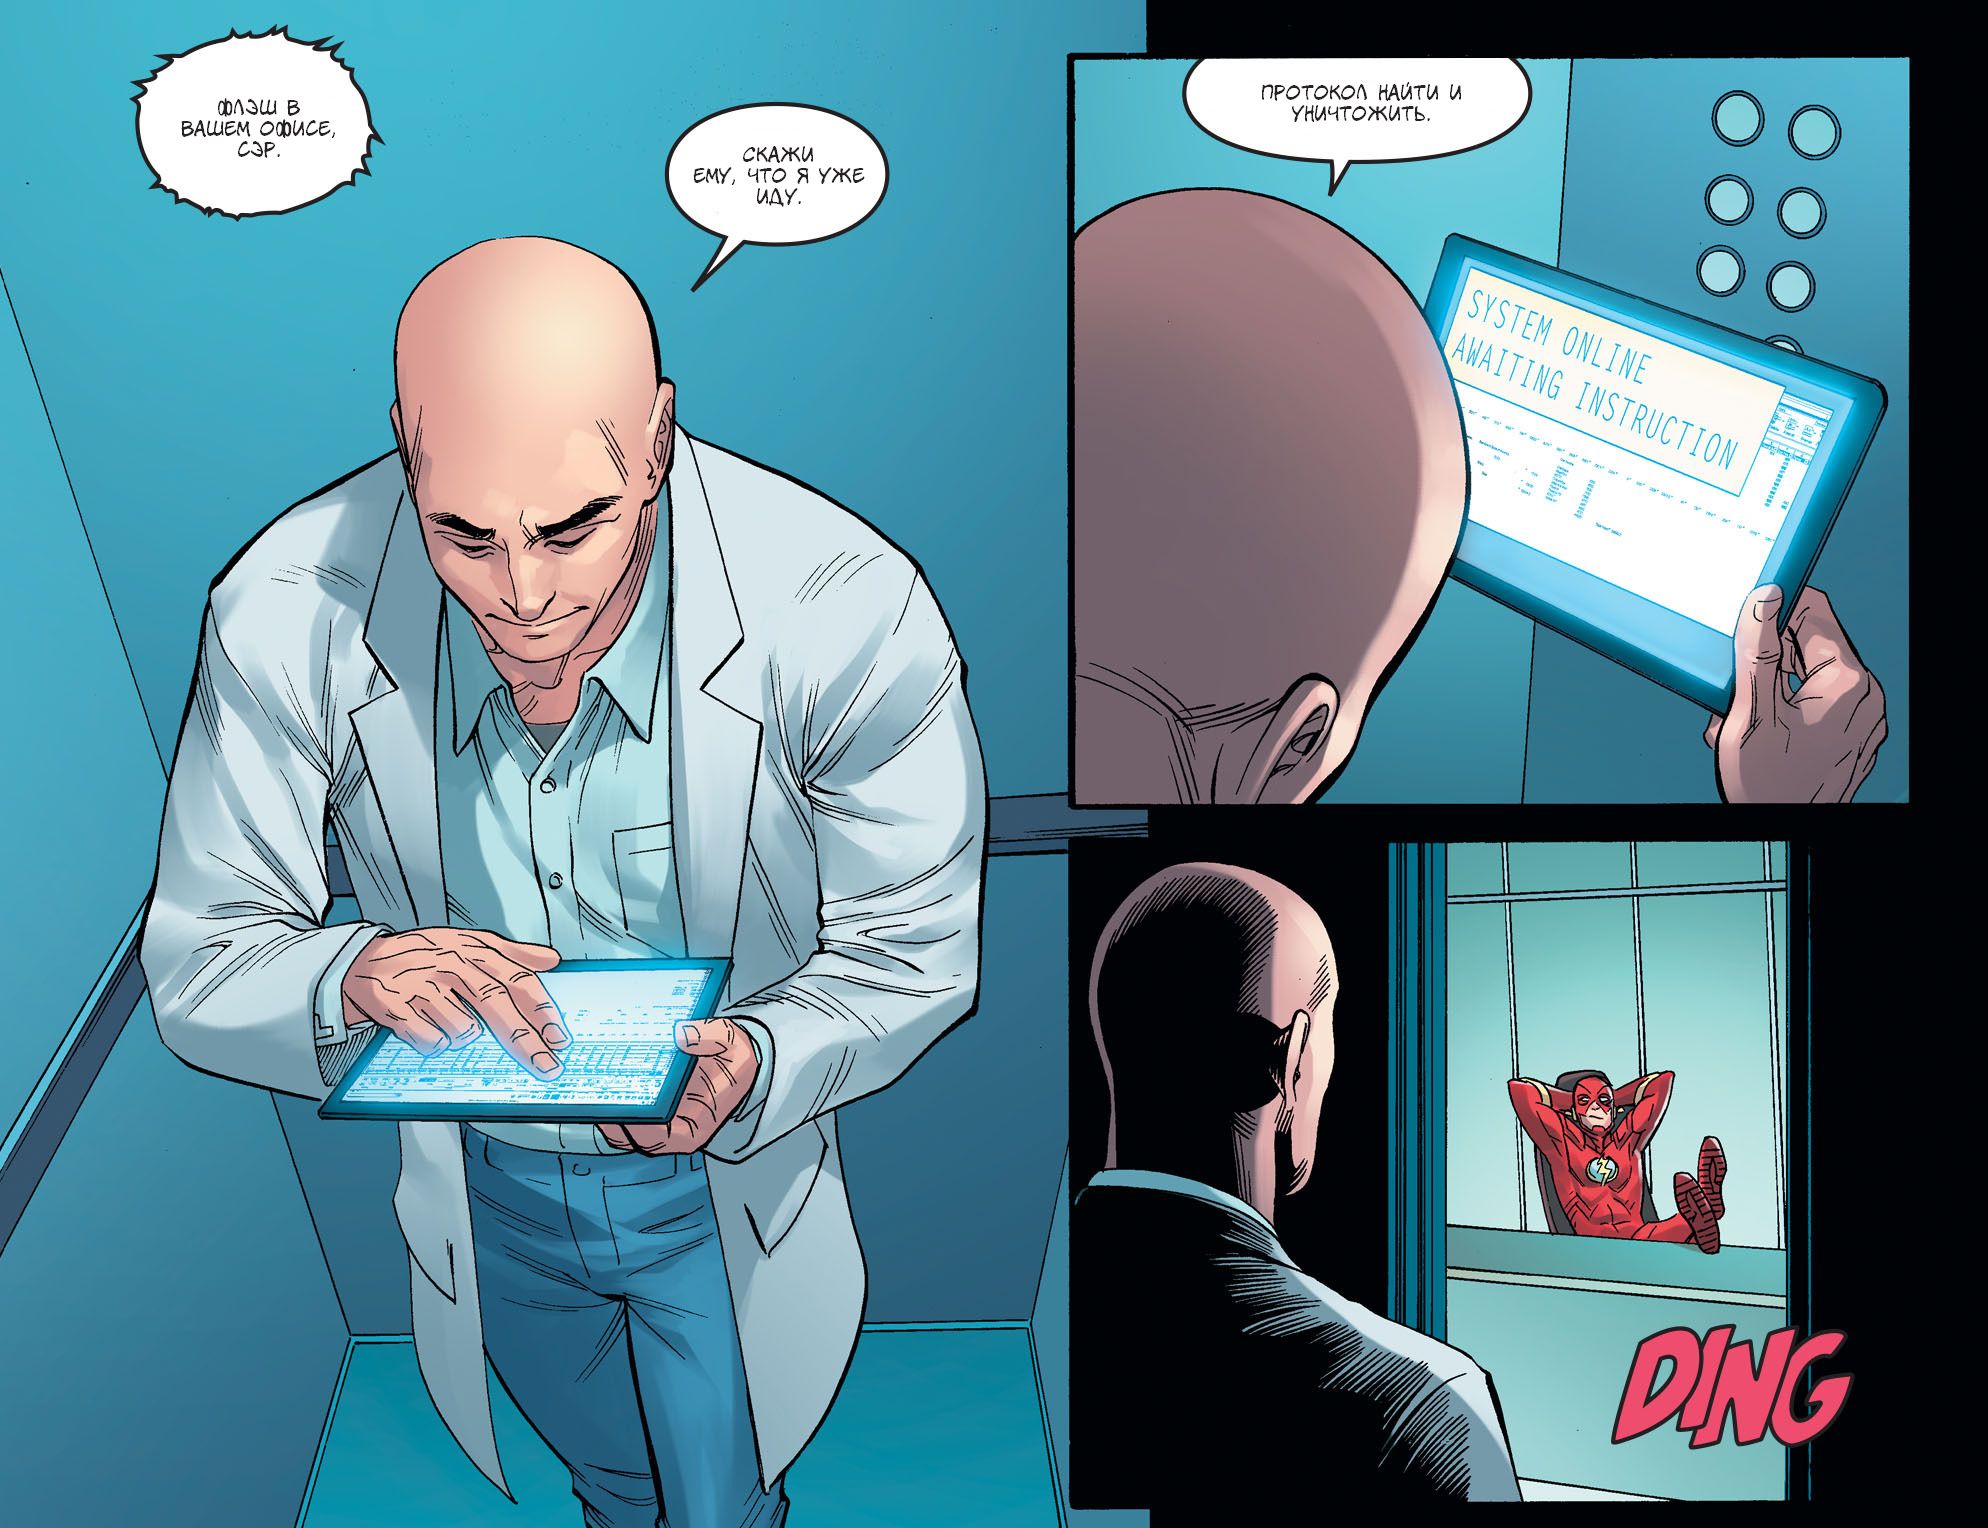 ФЛЭШ В
ВАШЕМ ОФИСЕ,
СЭР.
СКАЖИ
ЕМУ, ЧТО Я УЖЕ
ИДУ.
ПРОТОКОЛ НАЙТИ И
УНИЧТОЖИТЬ.
SYSTEM ONLINE
AWAITING INSTRUCTION
DING